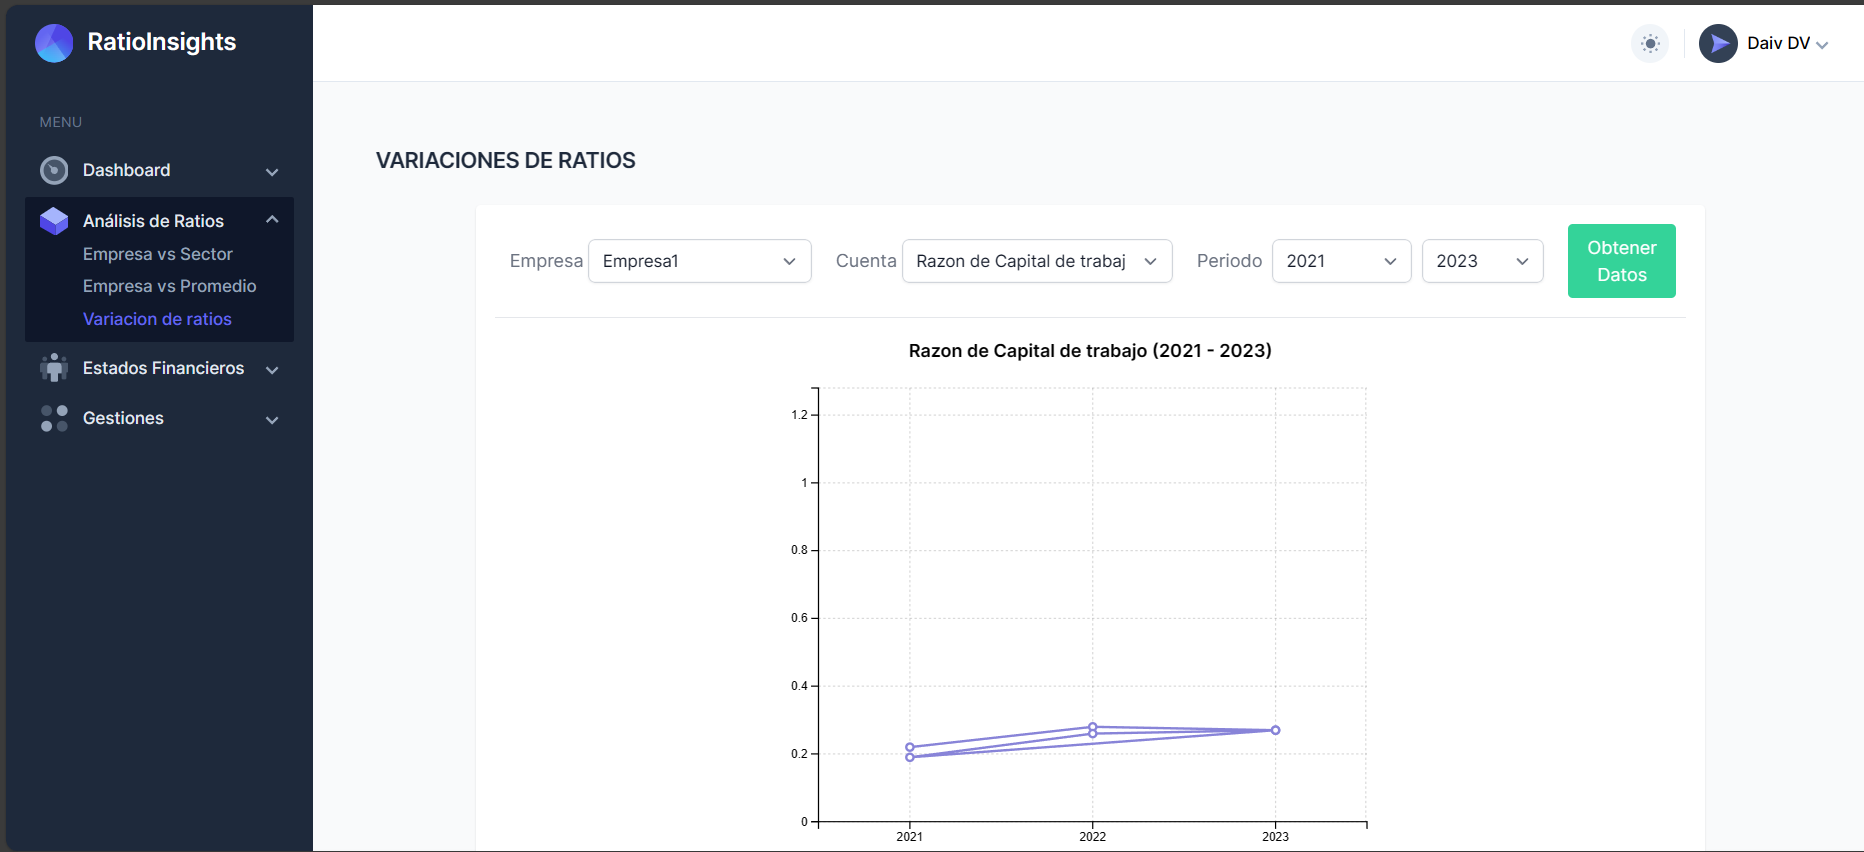 RatioInsights
Daiv DV
MENU
Dashboard
Análisis de Ratios
Empresa vs Sector
Empresa vs Promedio
Variacion de ratios
Estados Financieros
Gestiones
VARIACIONES DE RATIOS
Empresa Empresa1 Cuenta Razon de Capital de trabaj Periodo 2021 2023
Obtener
Datos
Razon de Capital de trabajo (2021 - 2023)
1.2
1
0.8
0.6
0.4
0.2
0
2021 2022 2023